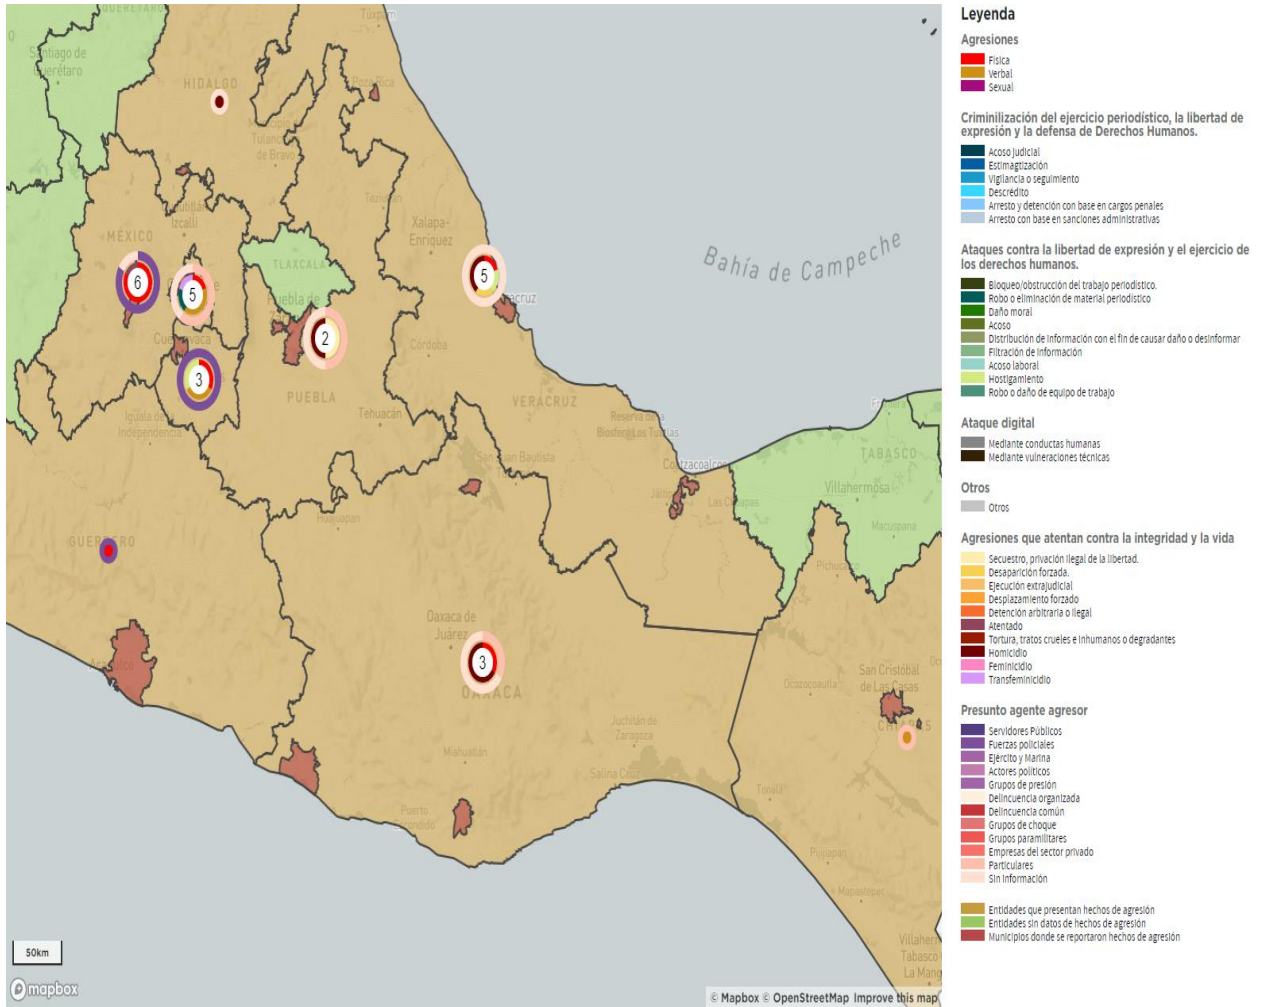 QUERÉTARO
Tuxpam
Santiago de
Querétaro
HIDALGO
Poza Rica
Tulancingo
de Bravo
Teziutlán
Izcalli
Xalapa-
Enríquez
MÉXICO
TLAXCALA
Bahía de Campeche
6
5
5
Puebla de
2
Córdoba
3
PUEBLA
Tehuacán
VERACRUZ
Iguala de la
Independencia
Reserva de la
Biosfera Los Tuxtlas
TABASCO
San Juan Bautista
Coatzacoalcos
Villahermosa
Las Choapas
Macuspana
Huajuapan
GUERRERO
Pichucalco
Oaxaca de
Juárez
3
OAXACA
San Cristóbal
de Las Casas
Ocozocoautla
CHIAPAS
Acapulco
Juchitán de
Zaragoza
Miahuatlán
Salina Cruz
Tonalá
Puerto
Escondido
Pijijiapan
Mapastepec
50km
mapbox
© Mapbox © OpenStreetMap Improve this map
Leyenda
Agresiones
Física
Verbal
Sexual
Criminilización del ejercicio periodístico, la libertad de
expresión y la defensa de Derechos Humanos.
Acoso Judicial
Estimagtización
Vigilancia o seguimiento
Descrédito
Arresto y detención con base en cargos penales
Arresto con base en sanciones administrativas
Ataques contra la libertad de expresión y el ejercicio de
los derechos humanos.
Bloqueo/obstrucción del trabajo periodístico.
Robo o eliminación de material periodístico
Daño moral
Acoso
Distribución de Información con el fin de causar daño o desinformar
Filtración de Información
Acoso laboral
Hostigamiento
Robo o daño de equipo de trabajo
Ataque digital
Mediante conductas humanas
Mediante vulneraciones técnicas
Otros
Otros
Agresiones que atentan contra la integridad y la vida
Secuestro, privación ilegal de la libertad.
Desaparición forzada.
Ejecución extrajudicial
Desplazamiento forzado
Detención arbitraria o ilegal
Atentado
Tortura, tratos crueles e inhumanos o degradantes
Homicidio
Feminicidio
Transfeminicidio
Presunto agente agresor
Servidores Públicos
Fuerzas policiales
Ejército y Marina
Actores políticos
Grupos de presión
Delincuencia organizada
Delincuencia común
Grupos de choque
Grupos paramilitares
Empresas del sector privado
Particulares
Sin Información
Entidades que presentan hechos de agresión
Entidades sin datos de hechos de agresión
Municipios donde se reportaron hechos de agresión